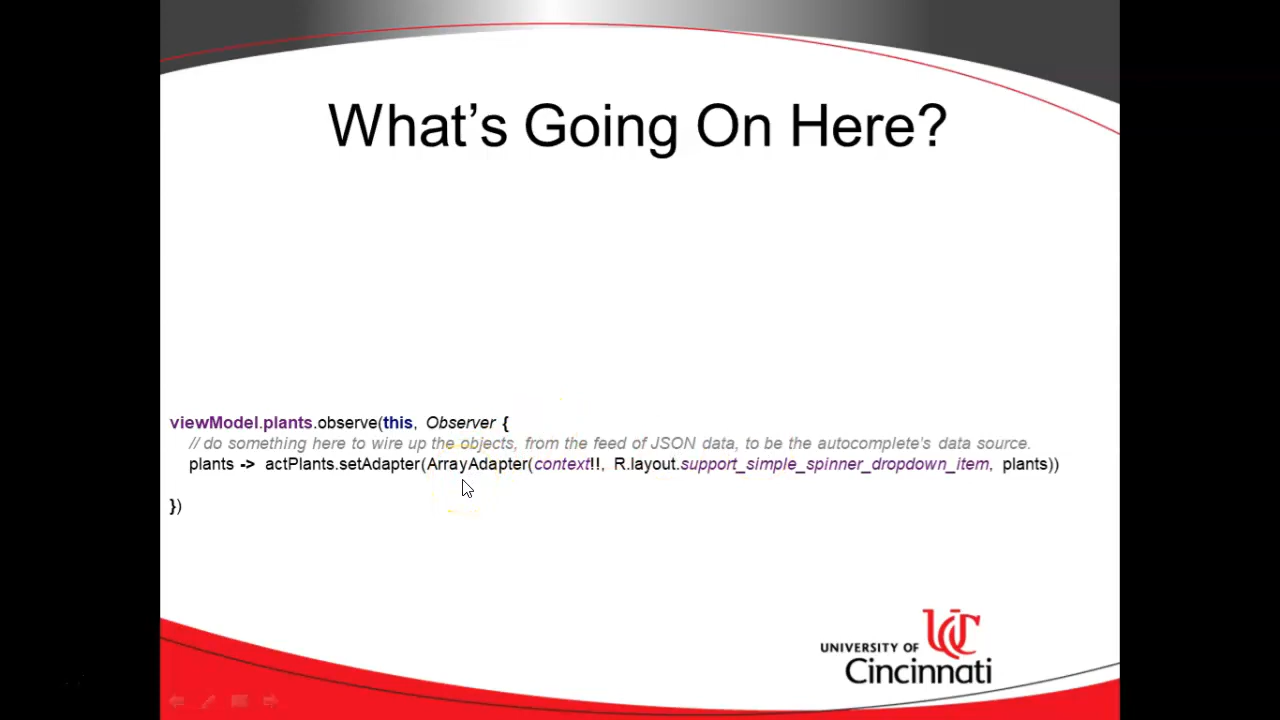 What's Going On Here?
viewModel.plants.observe(this, Observer {
// do something here to wire up the objects, from the feed of JSON data, to be the autocomplete's data source.
plants -> actPlants.setAdapter(ArrayAdapter(context!!, R.layout.support_simple_spinner_dropdown_item, plants))
})
UC
UNIVERSITY OF
Cincinnati